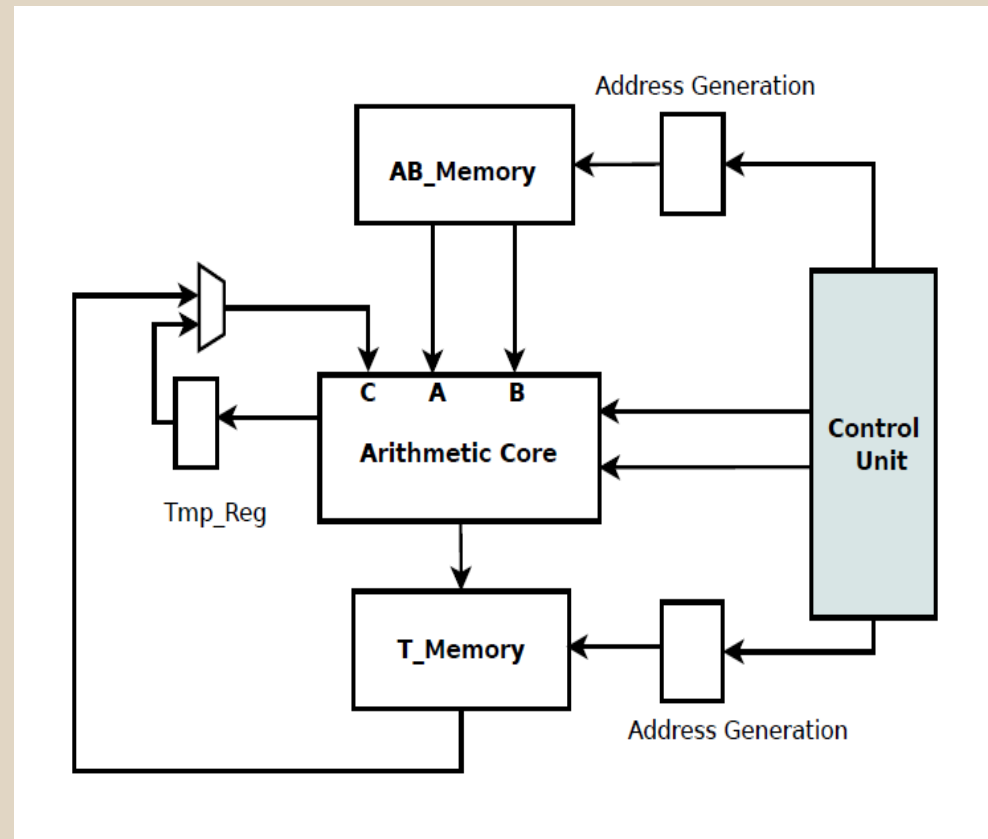 Address Generation
AB_Memory
C A B
Arithmetic Core
Control
Unit
Tmp_Reg
T_Memory
Address Generation